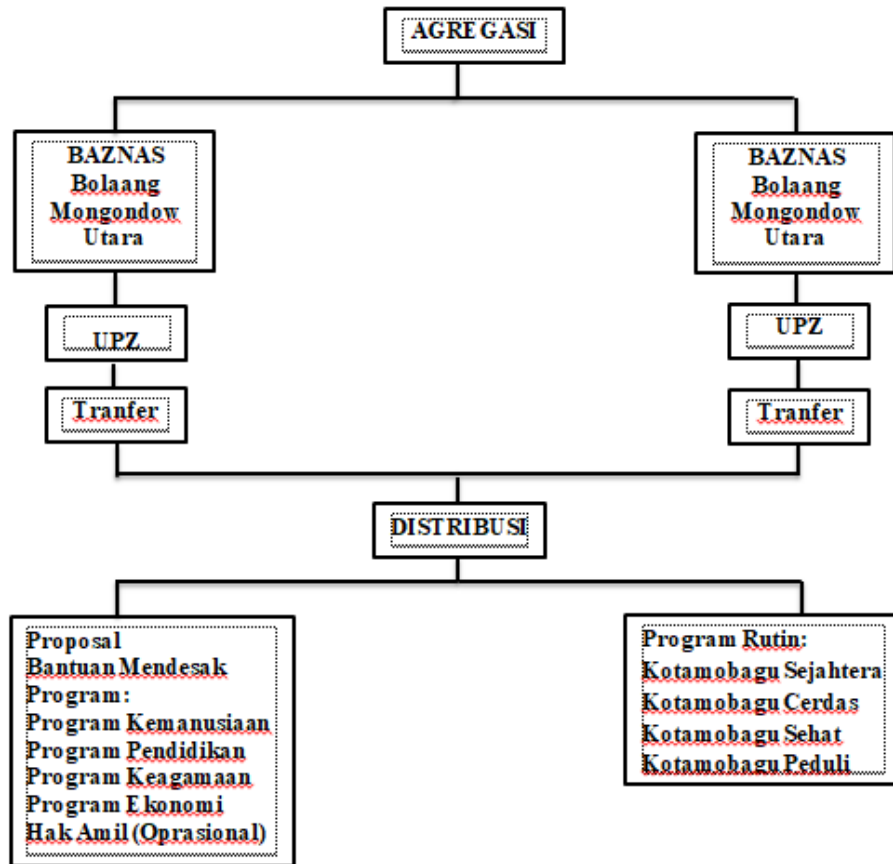 AGREGASI
BAZNAS
Bolaang
Mongondow
Utara
BAZNAS
Bolaang
Mongondow
Utara
UPZ
UPZ
Tranfer
Tranfer
DISTRIBUSI
Proposal
Bantuan Mendesak
Program:
Program Kemanusiaan
Program Pendidikan
Program Keagamaan
Program Ekonomi
Hak Amil (Oprasional)
Program Rutin:
Kotamobagu Sejahtera
Kotamobagu Cerdas
Kotamobagu Sehat
Kotamobagu Peduli